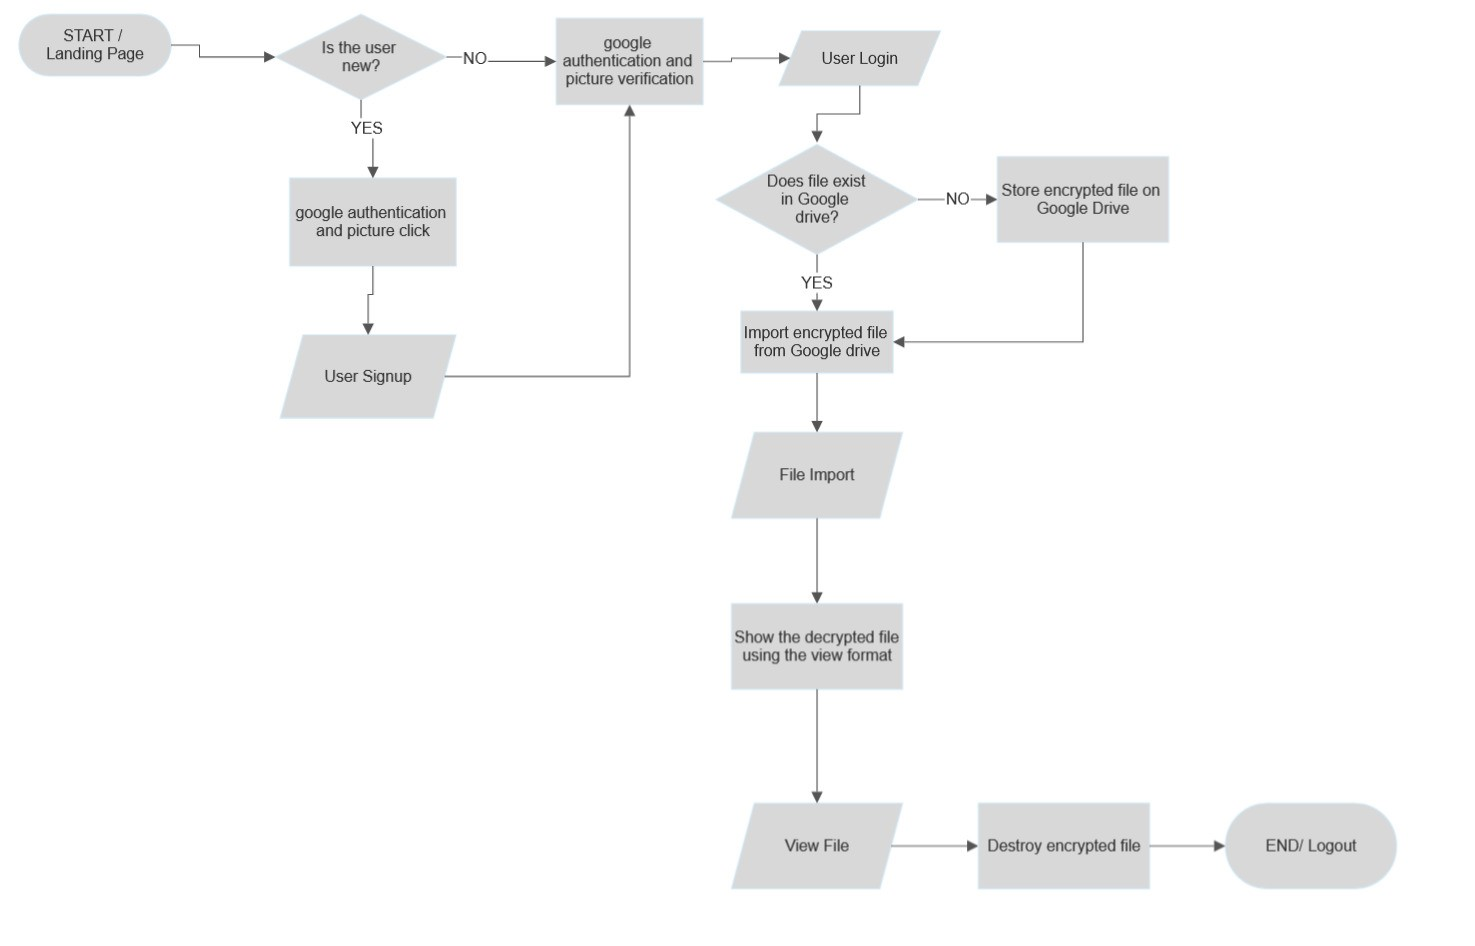 START /
Landing Page
Is the user
new?
NO
google
authentication and
picture verification
User Login
YES
google authentication
and picture click
User Signup
Does file exist
in Google
drive?
NO
Store encrypted file on
Google Drive
YES
Import encrypted file
from Google drive
File Import
Show the decrypted file
using the view format
View File
Destroy encrypted file
END/ Logout